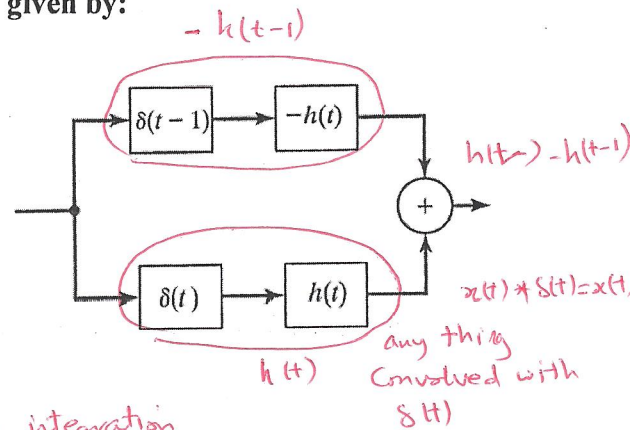 given by:
- h(t-1)
δ(t − 1)
−h(t)
h(t) - h(t-1)
+
δ(t)
h(t)
x(t) * δ(t) = x(t)
any thing
h(t)
Convolved with
δ(t)
integration